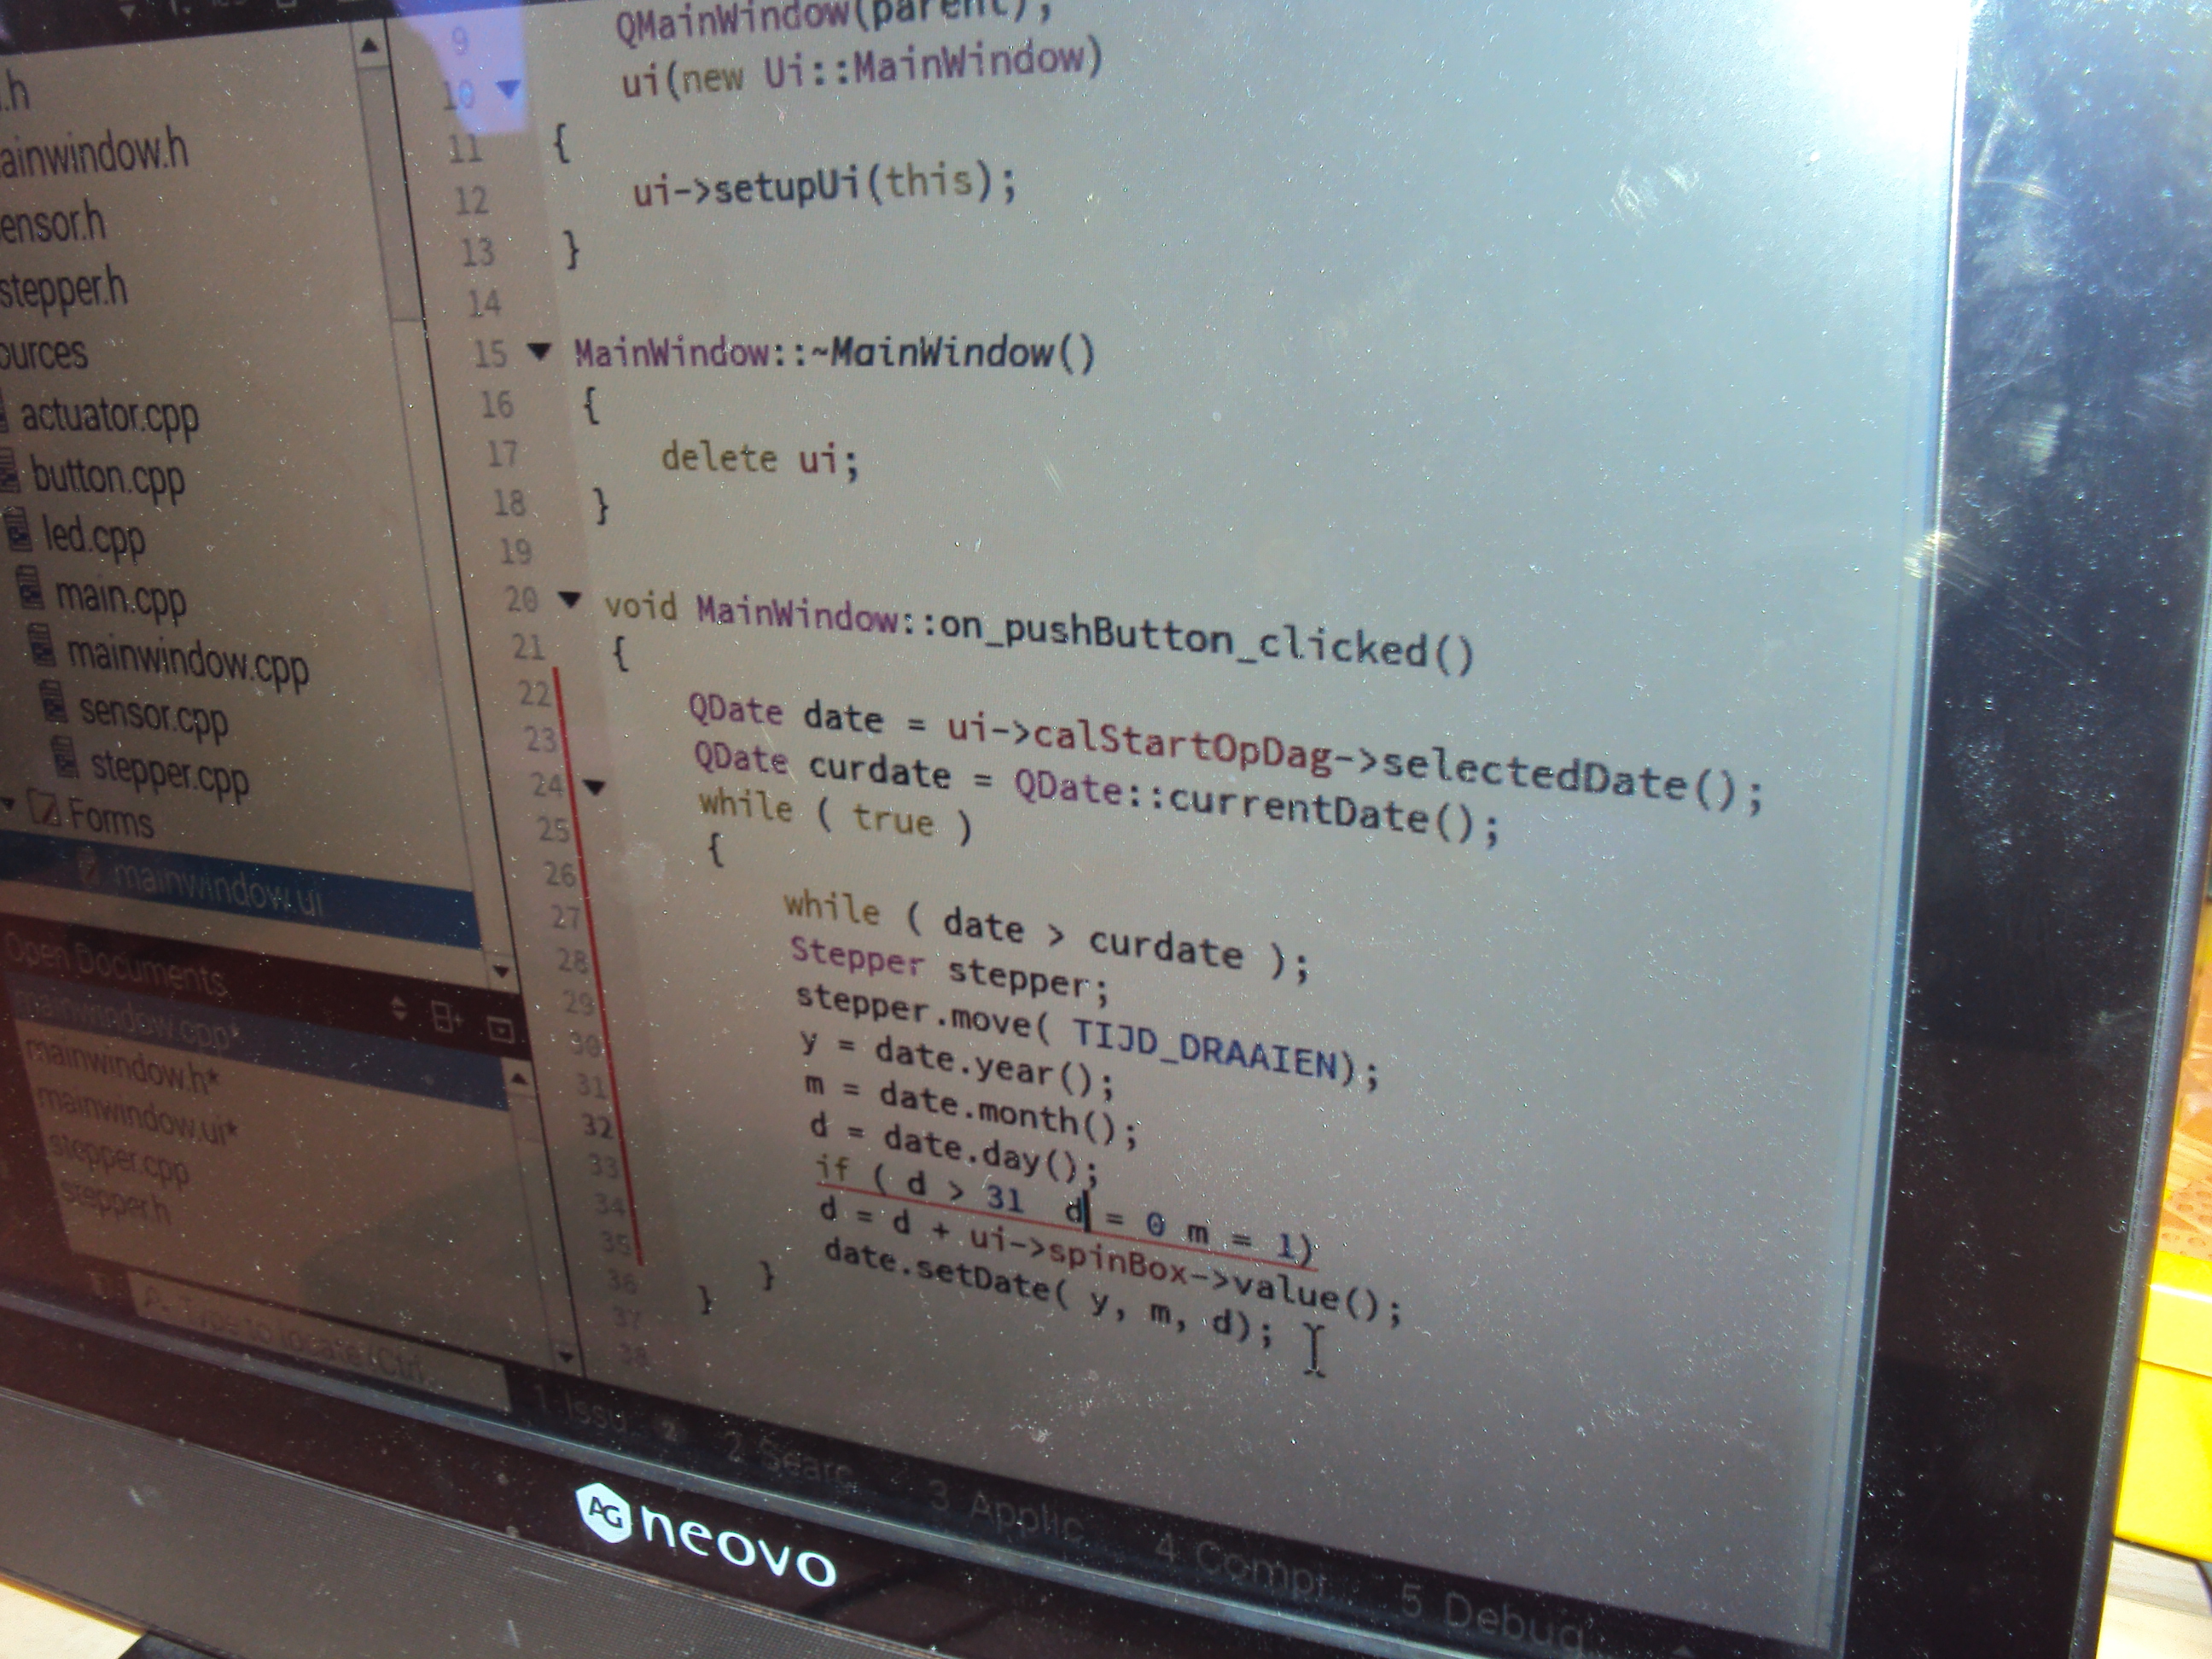 .h
ainwindow.h
ensor.h
stepper.h
ources
actuator.cpp
button.cpp
led.cpp
main.cpp
mainwindow.cpp
sensor.cpp
stepper.cpp
Forms
mainwindow.ui
Open Documents
mainwindow.cpp*
mainwindow.h*
mainwindow.ui*
stepper.cpp
stepper.h
Type to locate (Ctrl...
9 QMainWindow(parent),
10 ui(new Ui::MainWindow)
11 {
12 ui->setupUi(this);
13 }
14
15 MainWindow::~MainWindow()
16 {
17 delete ui;
18 }
19
20 void MainWindow::on_pushButton_clicked()
21 {
22 QDate date = ui->calStartOpDag->selectedDate();
23 QDate curdate = QDate::currentDate();
24 while ( true )
25 {
26 while ( date > curdate );
27 Stepper stepper;
28 stepper.move( TIJD_DRAAIEN);
29 y = date.year();
30 m = date.month();
31 d = date.day();
32 if ( d > 31  d = 0 m = 1)
33 d = d + ui->spinBox->value();
34 date.setDate( y, m, d);
35 }
36 }
37
38
1 Issu... 2 2 Searc... 3 Applic... 4 Compi... 5 Debug
AG neovo